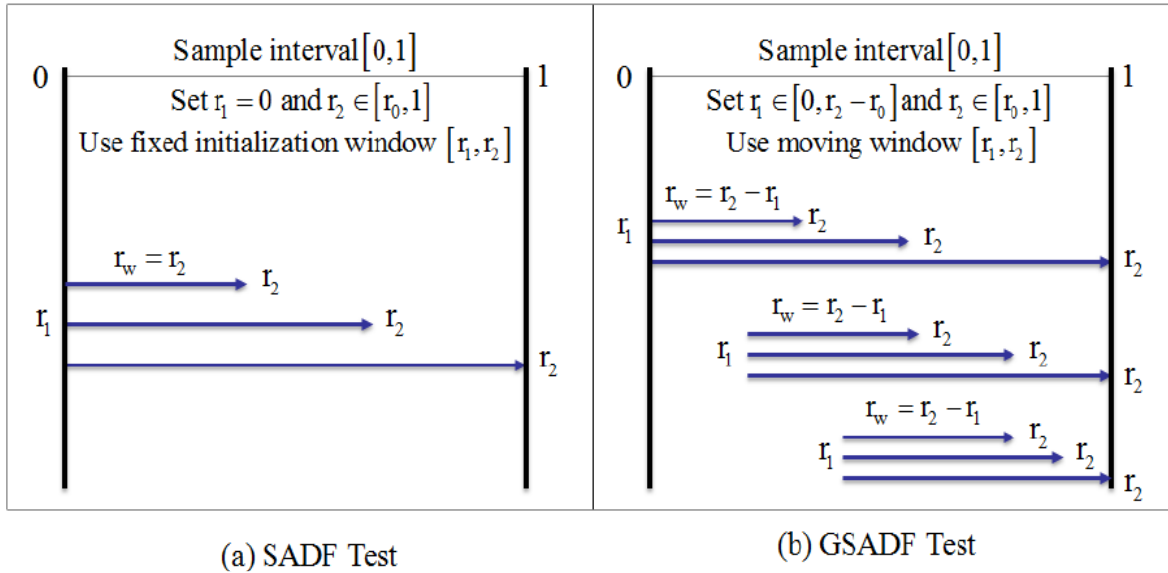 Sample interval [0,1]
0
1
Set r₁ = 0 and r₂ ∈ [r₀,1]
Use fixed initialization window [r₁,r₂]
r_w = r₂
r₂
r₁
r₂
r₂
(a) SADF Test
Sample interval [0,1]
0
1
Set r₁ ∈ [0,r₂ − r₀] and r₂ ∈ [r₀,1]
Use moving window [r₁,r₂]
r_w = r₂ − r₁
r₂
r₁
r₂
r₂
r_w = r₂ − r₁
r₂
r₁
r₂
r₂
r_w = r₂ − r₁
r₂
r₁
r₂
r₂
(b) GSADF Test